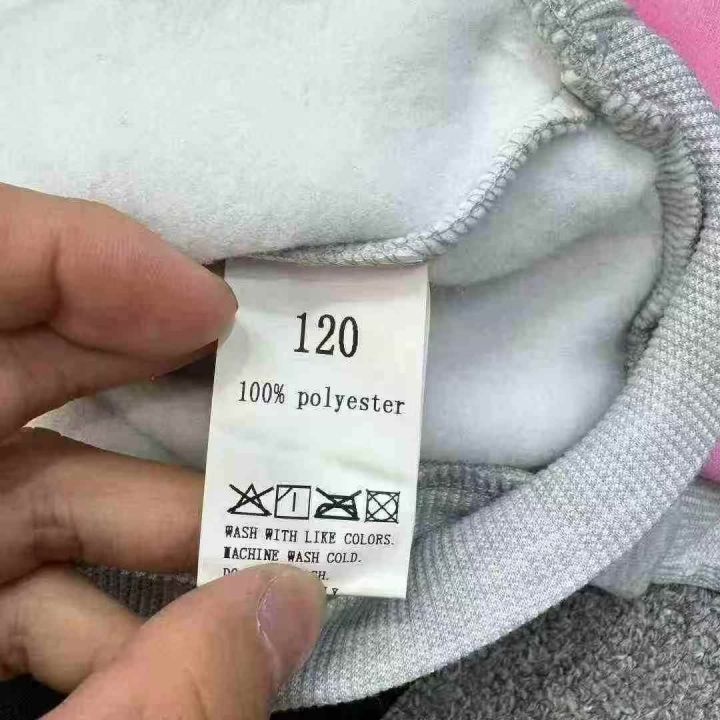 120
100% polyester
WASH WITH LIKE COLORS.
MACHINE WASH COLD.